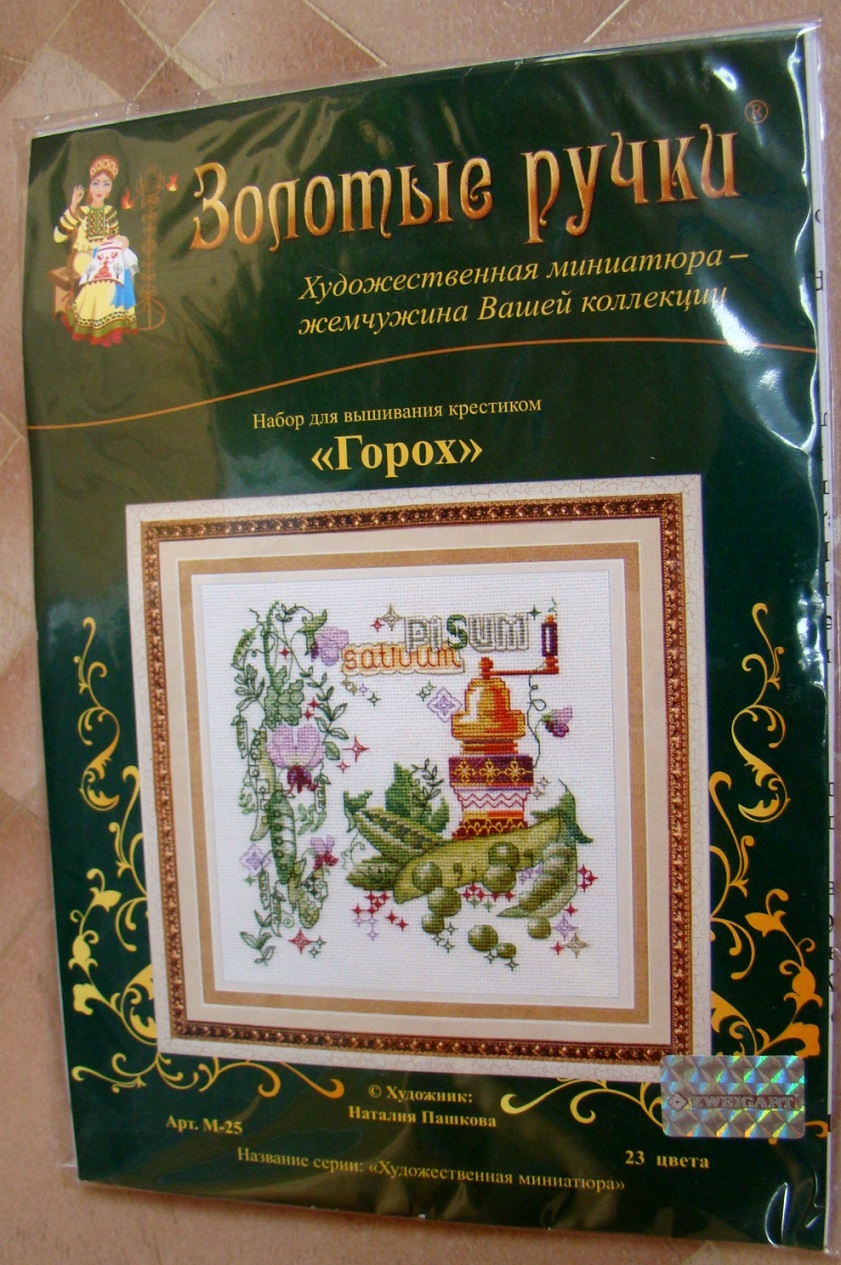 Золотые ручки ®
Художественная миниатюра –
жемчужина Вашей коллекции
Набор для вышивания крестиком
«Горох»
PISUM
sativum
© Художник:
Наталия Пашкова
Арт. М-25
ZWEIGART
23 цвета
Название серии: «Художественная миниатюра»